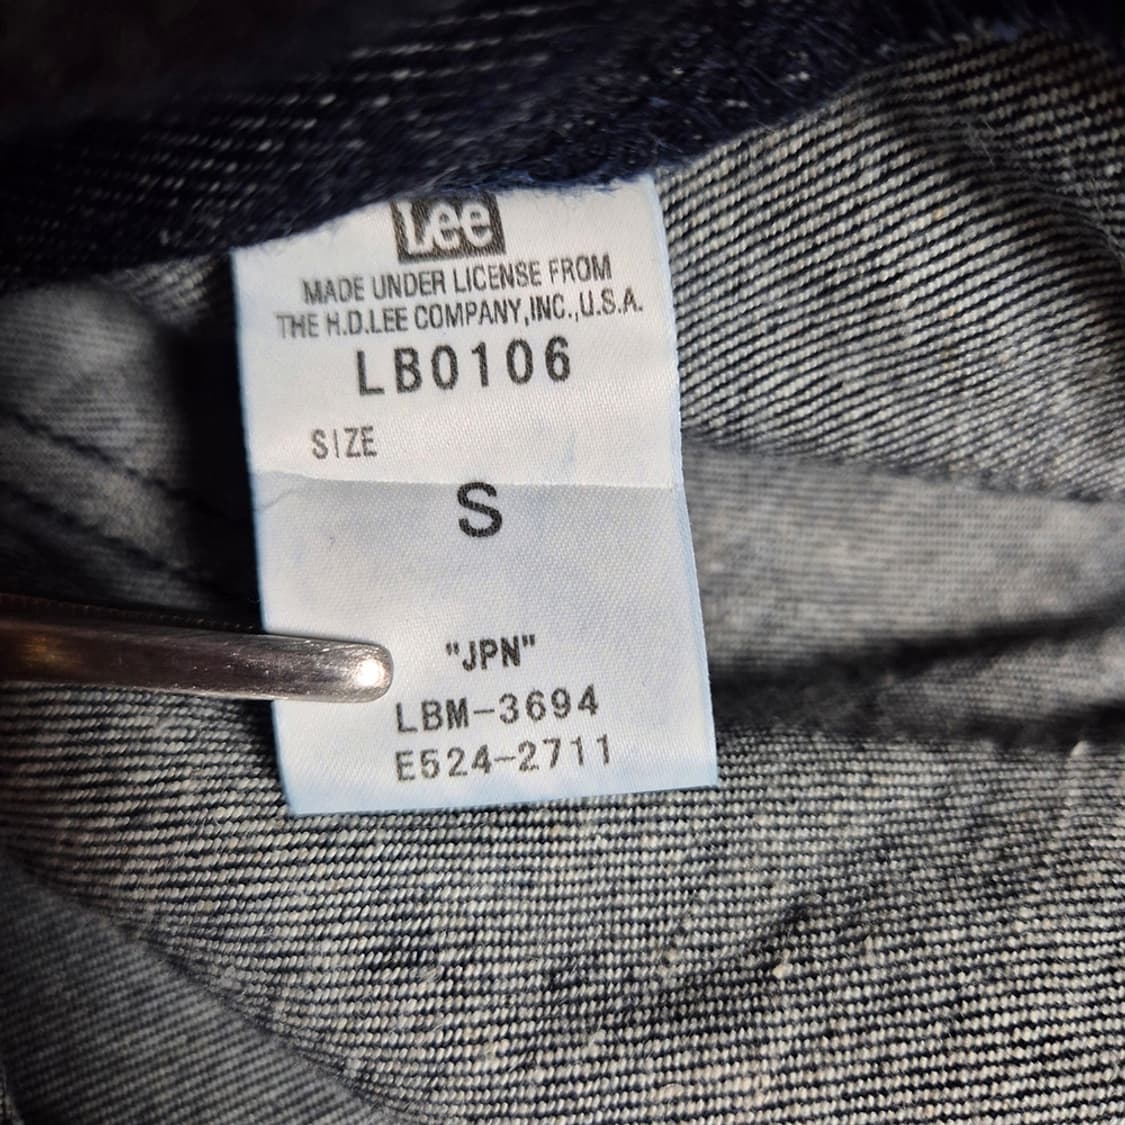 Lee
MADE UNDER LICENSE FROM
THE H.D.LEE COMPANY,INC.,U.S.A.
LB0106
SIZE
S
"JPN"
LBM-3694
E524-2711